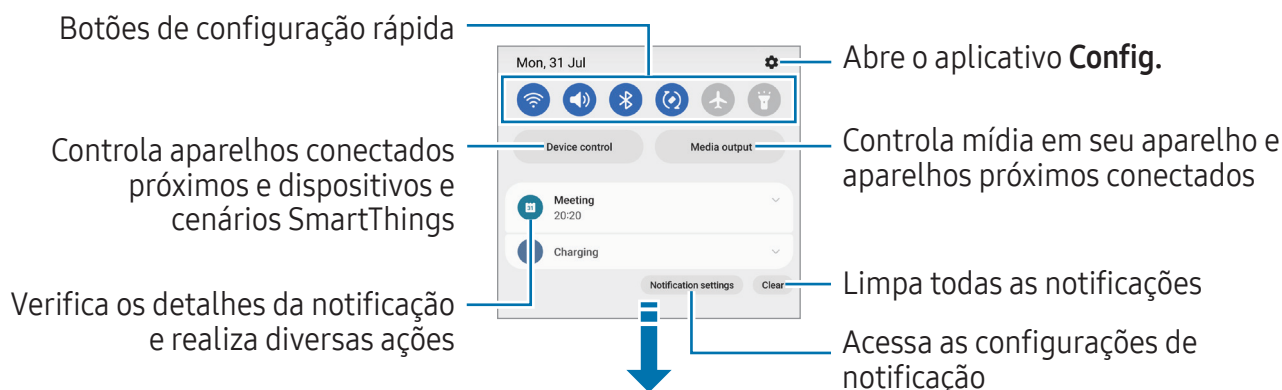 Botões de configuração rápida
Mon, 31 Jul
Abre o aplicativo Config.
Controla aparelhos conectados
próximos e dispositivos e
cenários SmartThings
Device control
Media output
Controla mídia em seu aparelho e
aparelhos próximos conectados
31
Meeting
20:20
Charging
Verifica os detalhes da notificação
e realiza diversas ações
Notification settings
Clear
Limpa todas as notificações
Acessa as configurações de
notificação